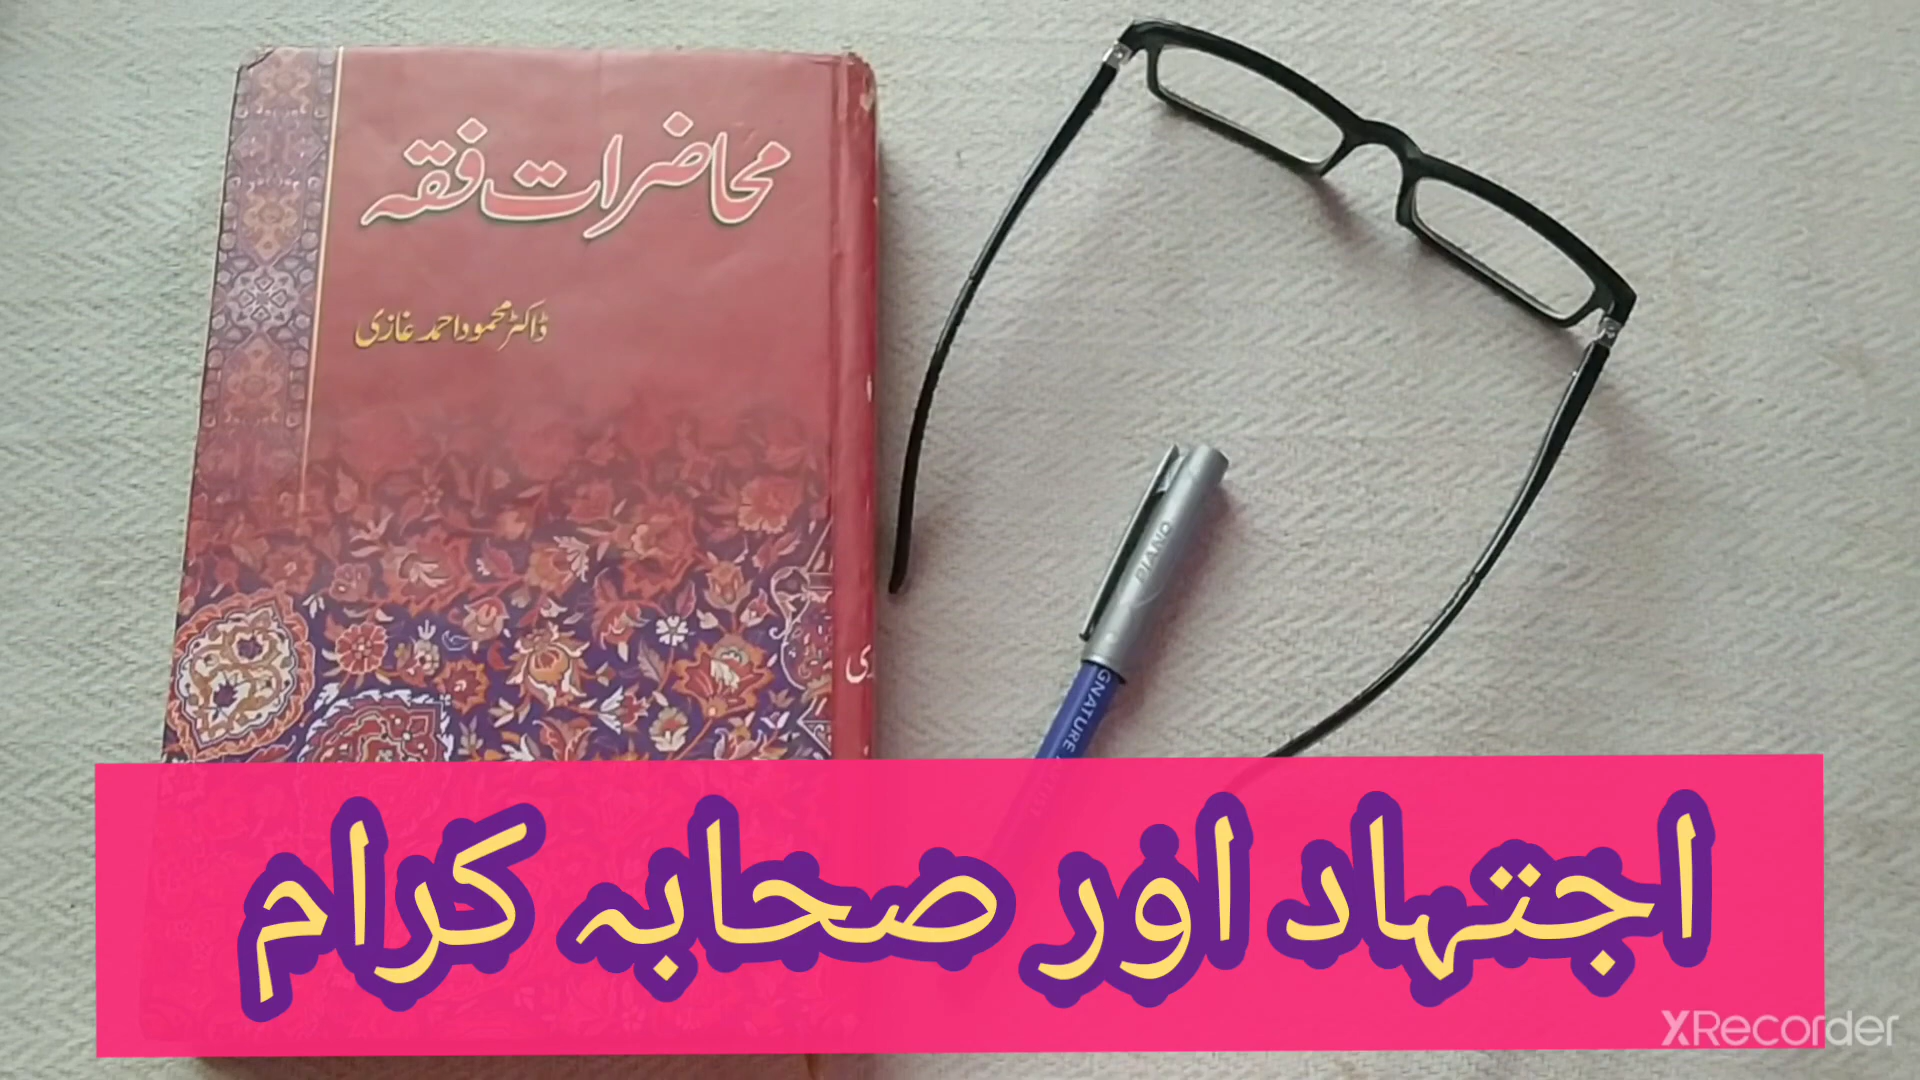 محاضرات فقہ
ڈاکٹر محمود احمد غازی
PIANO
GNATURE
اجتہاد اور صحابہ کرام
XRecorder